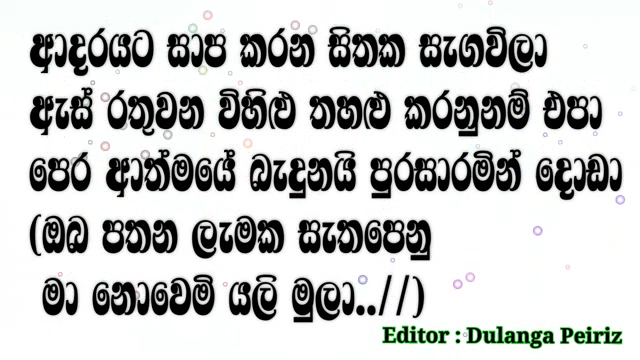 ආදරයට සාප කරන සිතක සැගවිලා
ඇස් රතුවන විහිළු තහළු කරනුනම් එපා
පෙර ආත්මයේ බැදුනයි පුරසාරමින් දොඩා
(ඔබ පතන ලැමක සැතපෙනු
මා නොවෙමි යලි මුලා..//)
Editor : Dulanga Peiriz